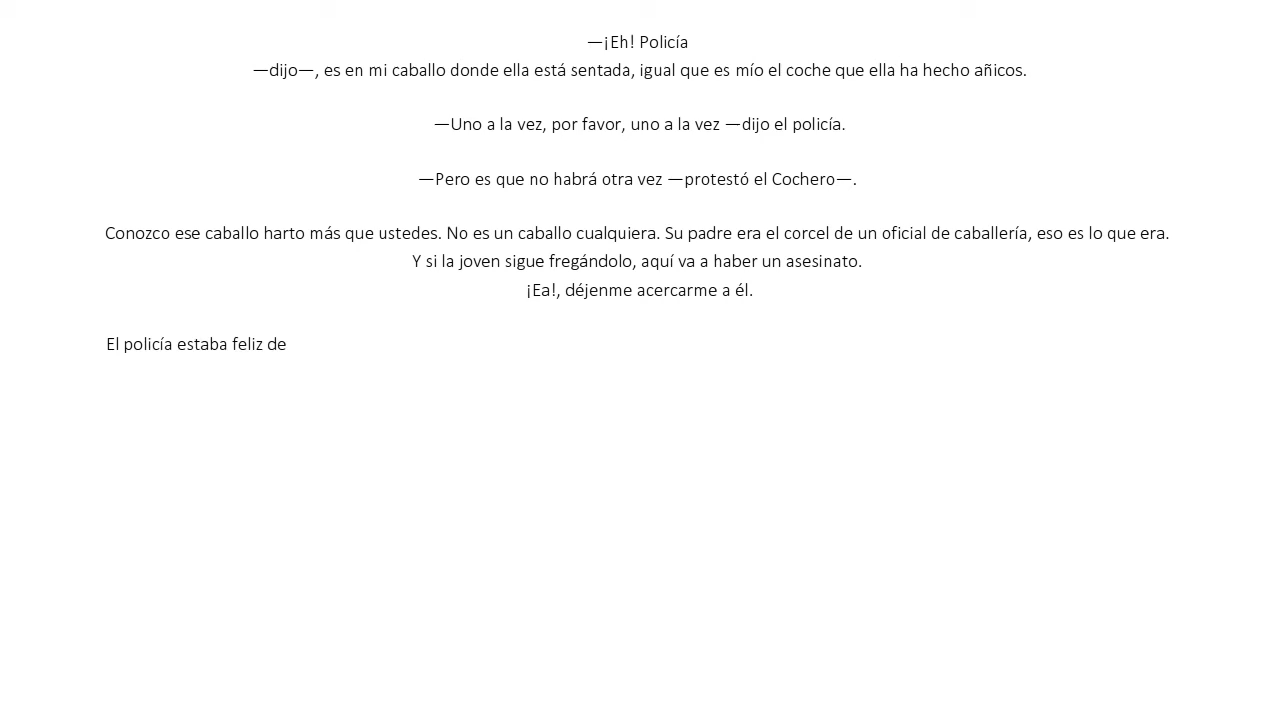 —¡Eh! Policía
—dijo—, es en mi caballo donde ella está sentada, igual que es mío el coche que ella ha hecho añicos.
—Uno a la vez, por favor, uno a la vez —dijo el policía.
—Pero es que no habrá otra vez —protestó el Cochero—.
Conozco ese caballo harto más que ustedes. No es un caballo cualquiera. Su padre era el corcel de un oficial de caballería, eso es lo que era.
Y si la joven sigue fregándolo, aquí va a haber un asesinato.
¡Ea!, déjenme acercarme a él.
El policía estaba feliz de